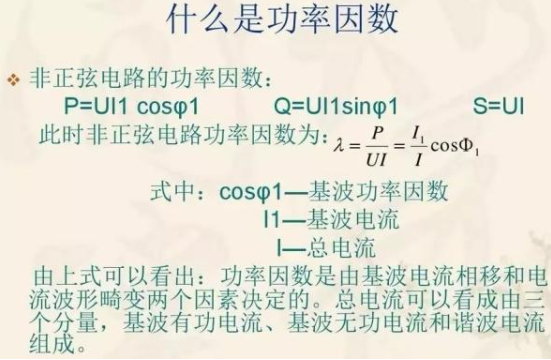 什么是功率因数
❖ 非正弦电路的功率因数：
P=UI1 cosφ1 Q=UI1sinφ1 S=UI
此时非正弦电路功率因数为：λ = P/UI = I₁/I cosΦ₁
式中：cosφ1—基波功率因数
I1—基波电流
I—总电流
由上式可以看出：功率因数是由基波电流相移和电
流波形畸变两个因素决定的。总电流可以看成由三
个分量，基波有功电流、基波无功电流和谐波电流
组成。